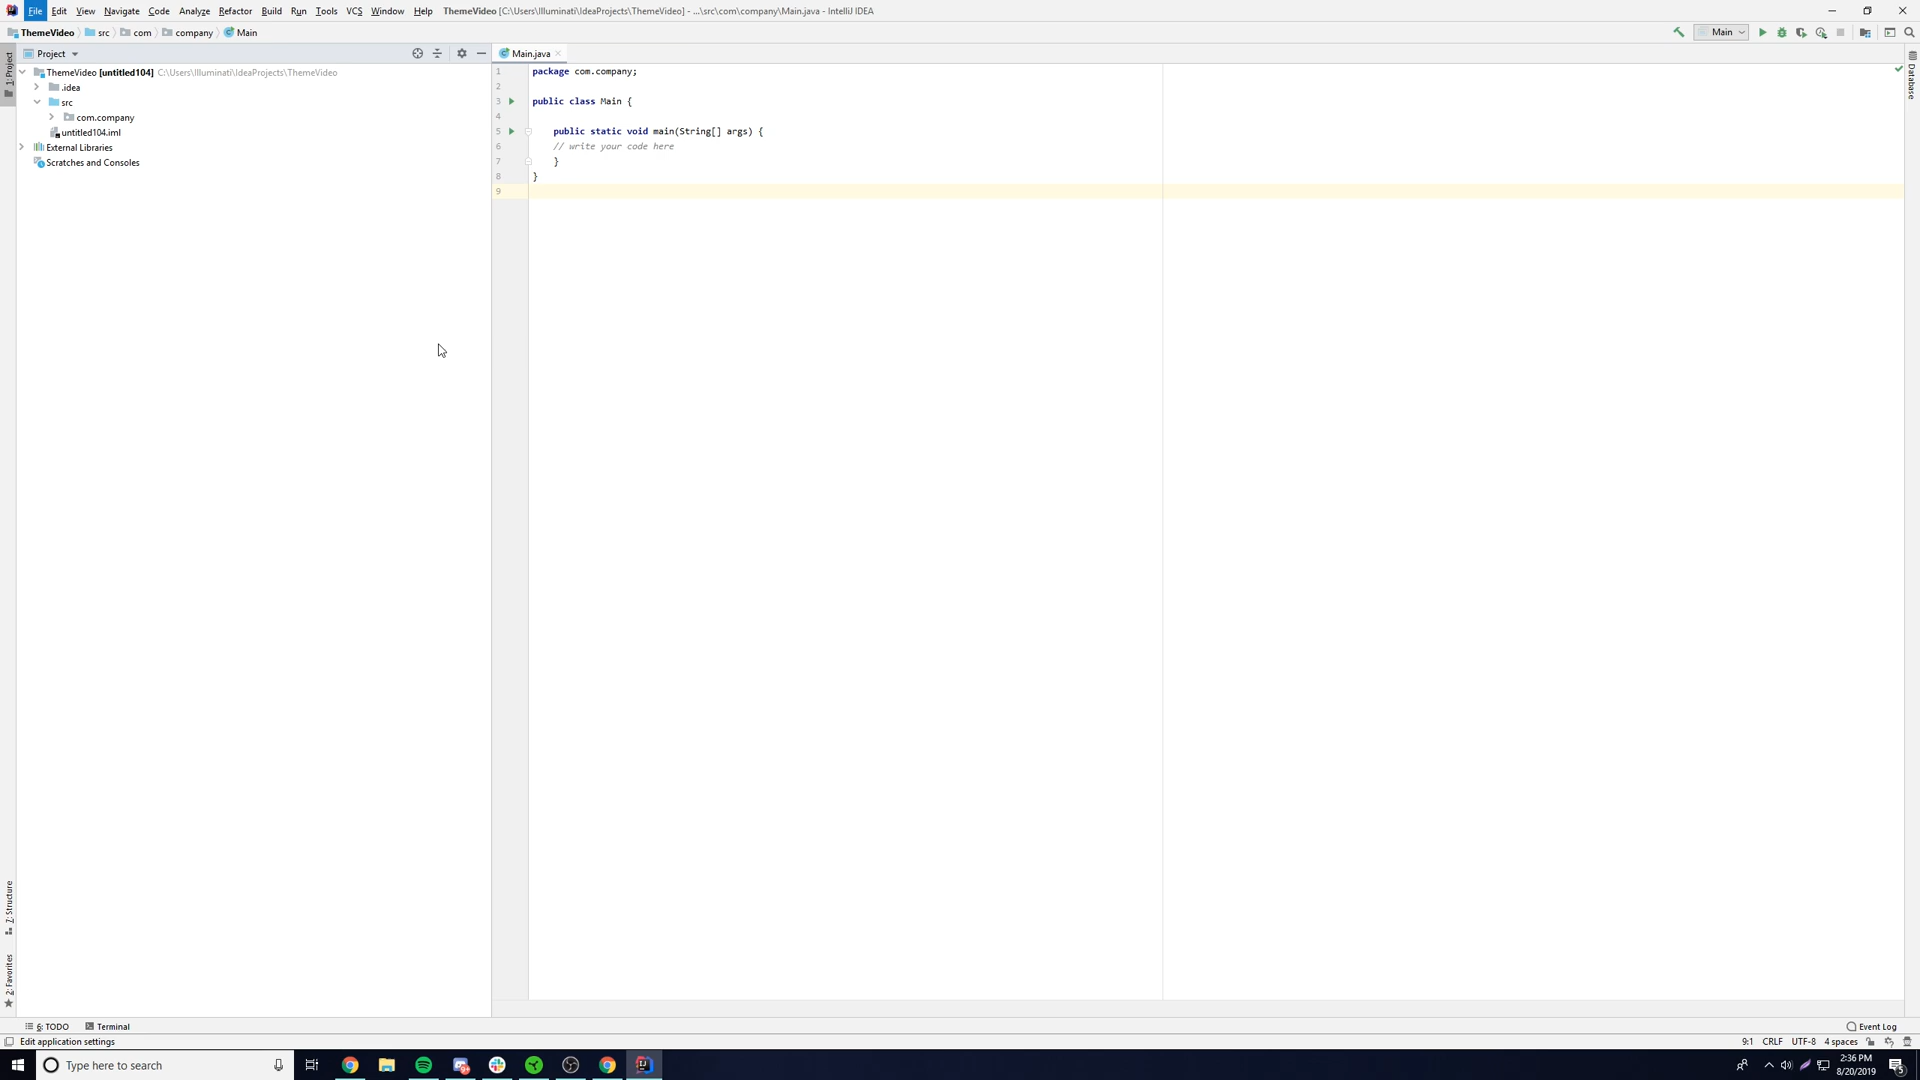 File Edit View Navigate Code Analyze Refactor Build Run Tools VCS Window Help ThemeVideo [C:\Users\Illuminati\IdeaProjects\ThemeVideo] - ...\src\com\company\Main.java - IntelliJ IDEA
ThemeVideo src com company Main Main
1: Project
Project
Main.java
Database
ThemeVideo [untitled104] C:\Users\Illuminati\IdeaProjects\ThemeVideo
.idea
src
com.company
untitled104.iml
External Libraries
Scratches and Consoles
1 package com.company;
2
3 public class Main {
4
5 public static void main(String[] args) {
6 // write your code here
7 }
8 }
9
7: Structure
2: Favorites
6: TODO Terminal Event Log
Edit application settings 9:1 CRLF UTF-8 4 spaces
Type here to search
2:36 PM
8/20/2019
5